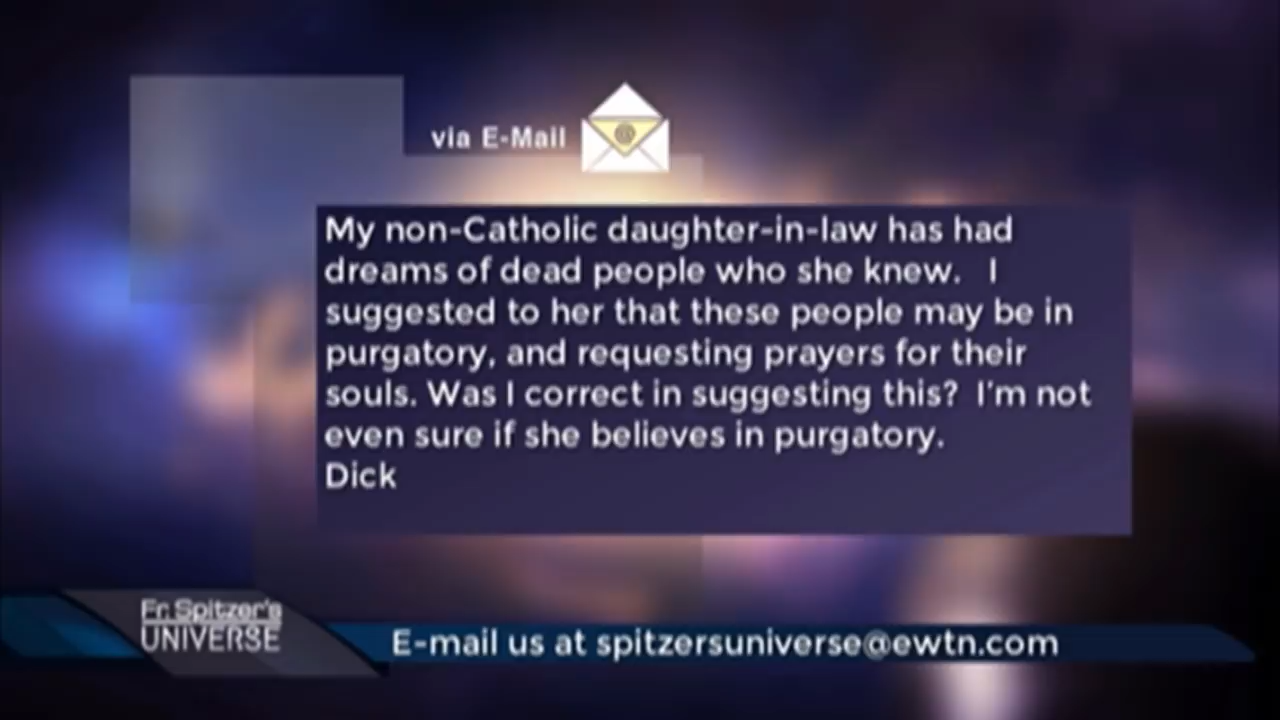 via E-Mail
My non-Catholic daughter-in-law has had
dreams of dead people who she knew. I
suggested to her that these people may be in
purgatory, and requesting prayers for their
souls. Was I correct in suggesting this? I'm not
even sure if she believes in purgatory.
Dick
Fr. Spitzer's
UNIVERSE
E-mail us at spitzersuniverse@ewtn.com